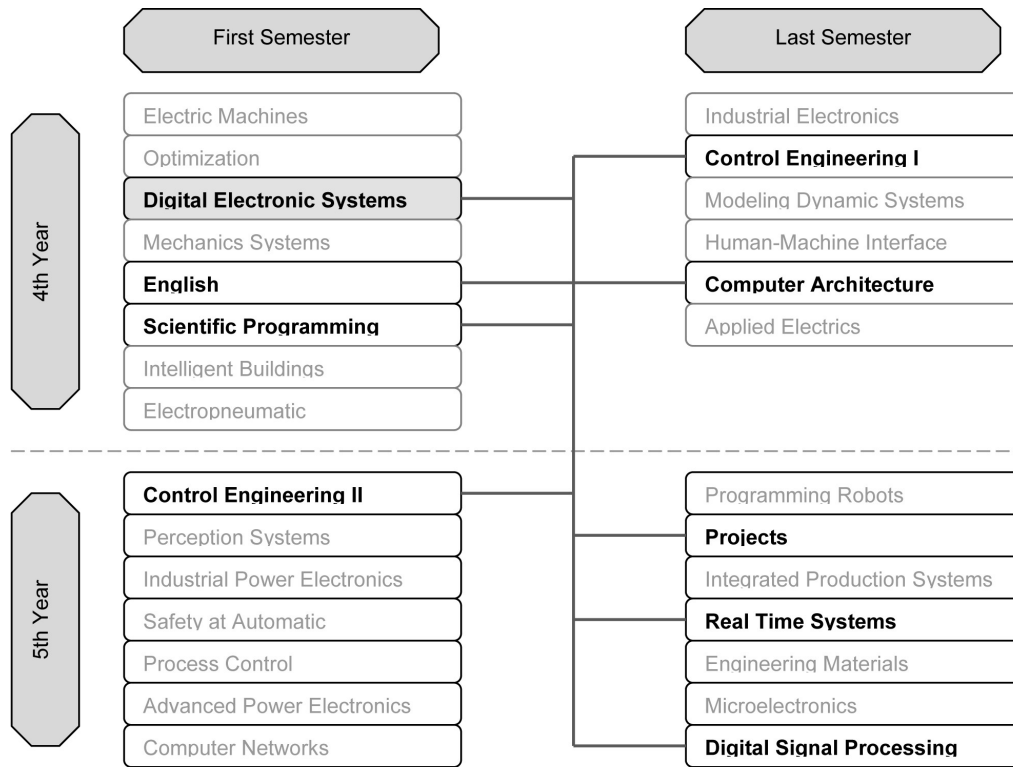 First Semester
Last Semester
4th Year
Electric Machines
Optimization
Digital Electronic Systems
Mechanics Systems
English
Scientific Programming
Intelligent Buildings
Electropneumatic
Industrial Electronics
Control Engineering I
Modeling Dynamic Systems
Human-Machine Interface
Computer Architecture
Applied Electrics
5th Year
Control Engineering II
Perception Systems
Industrial Power Electronics
Safety at Automatic
Process Control
Advanced Power Electronics
Computer Networks
Programming Robots
Projects
Integrated Production Systems
Real Time Systems
Engineering Materials
Microelectronics
Digital Signal Processing